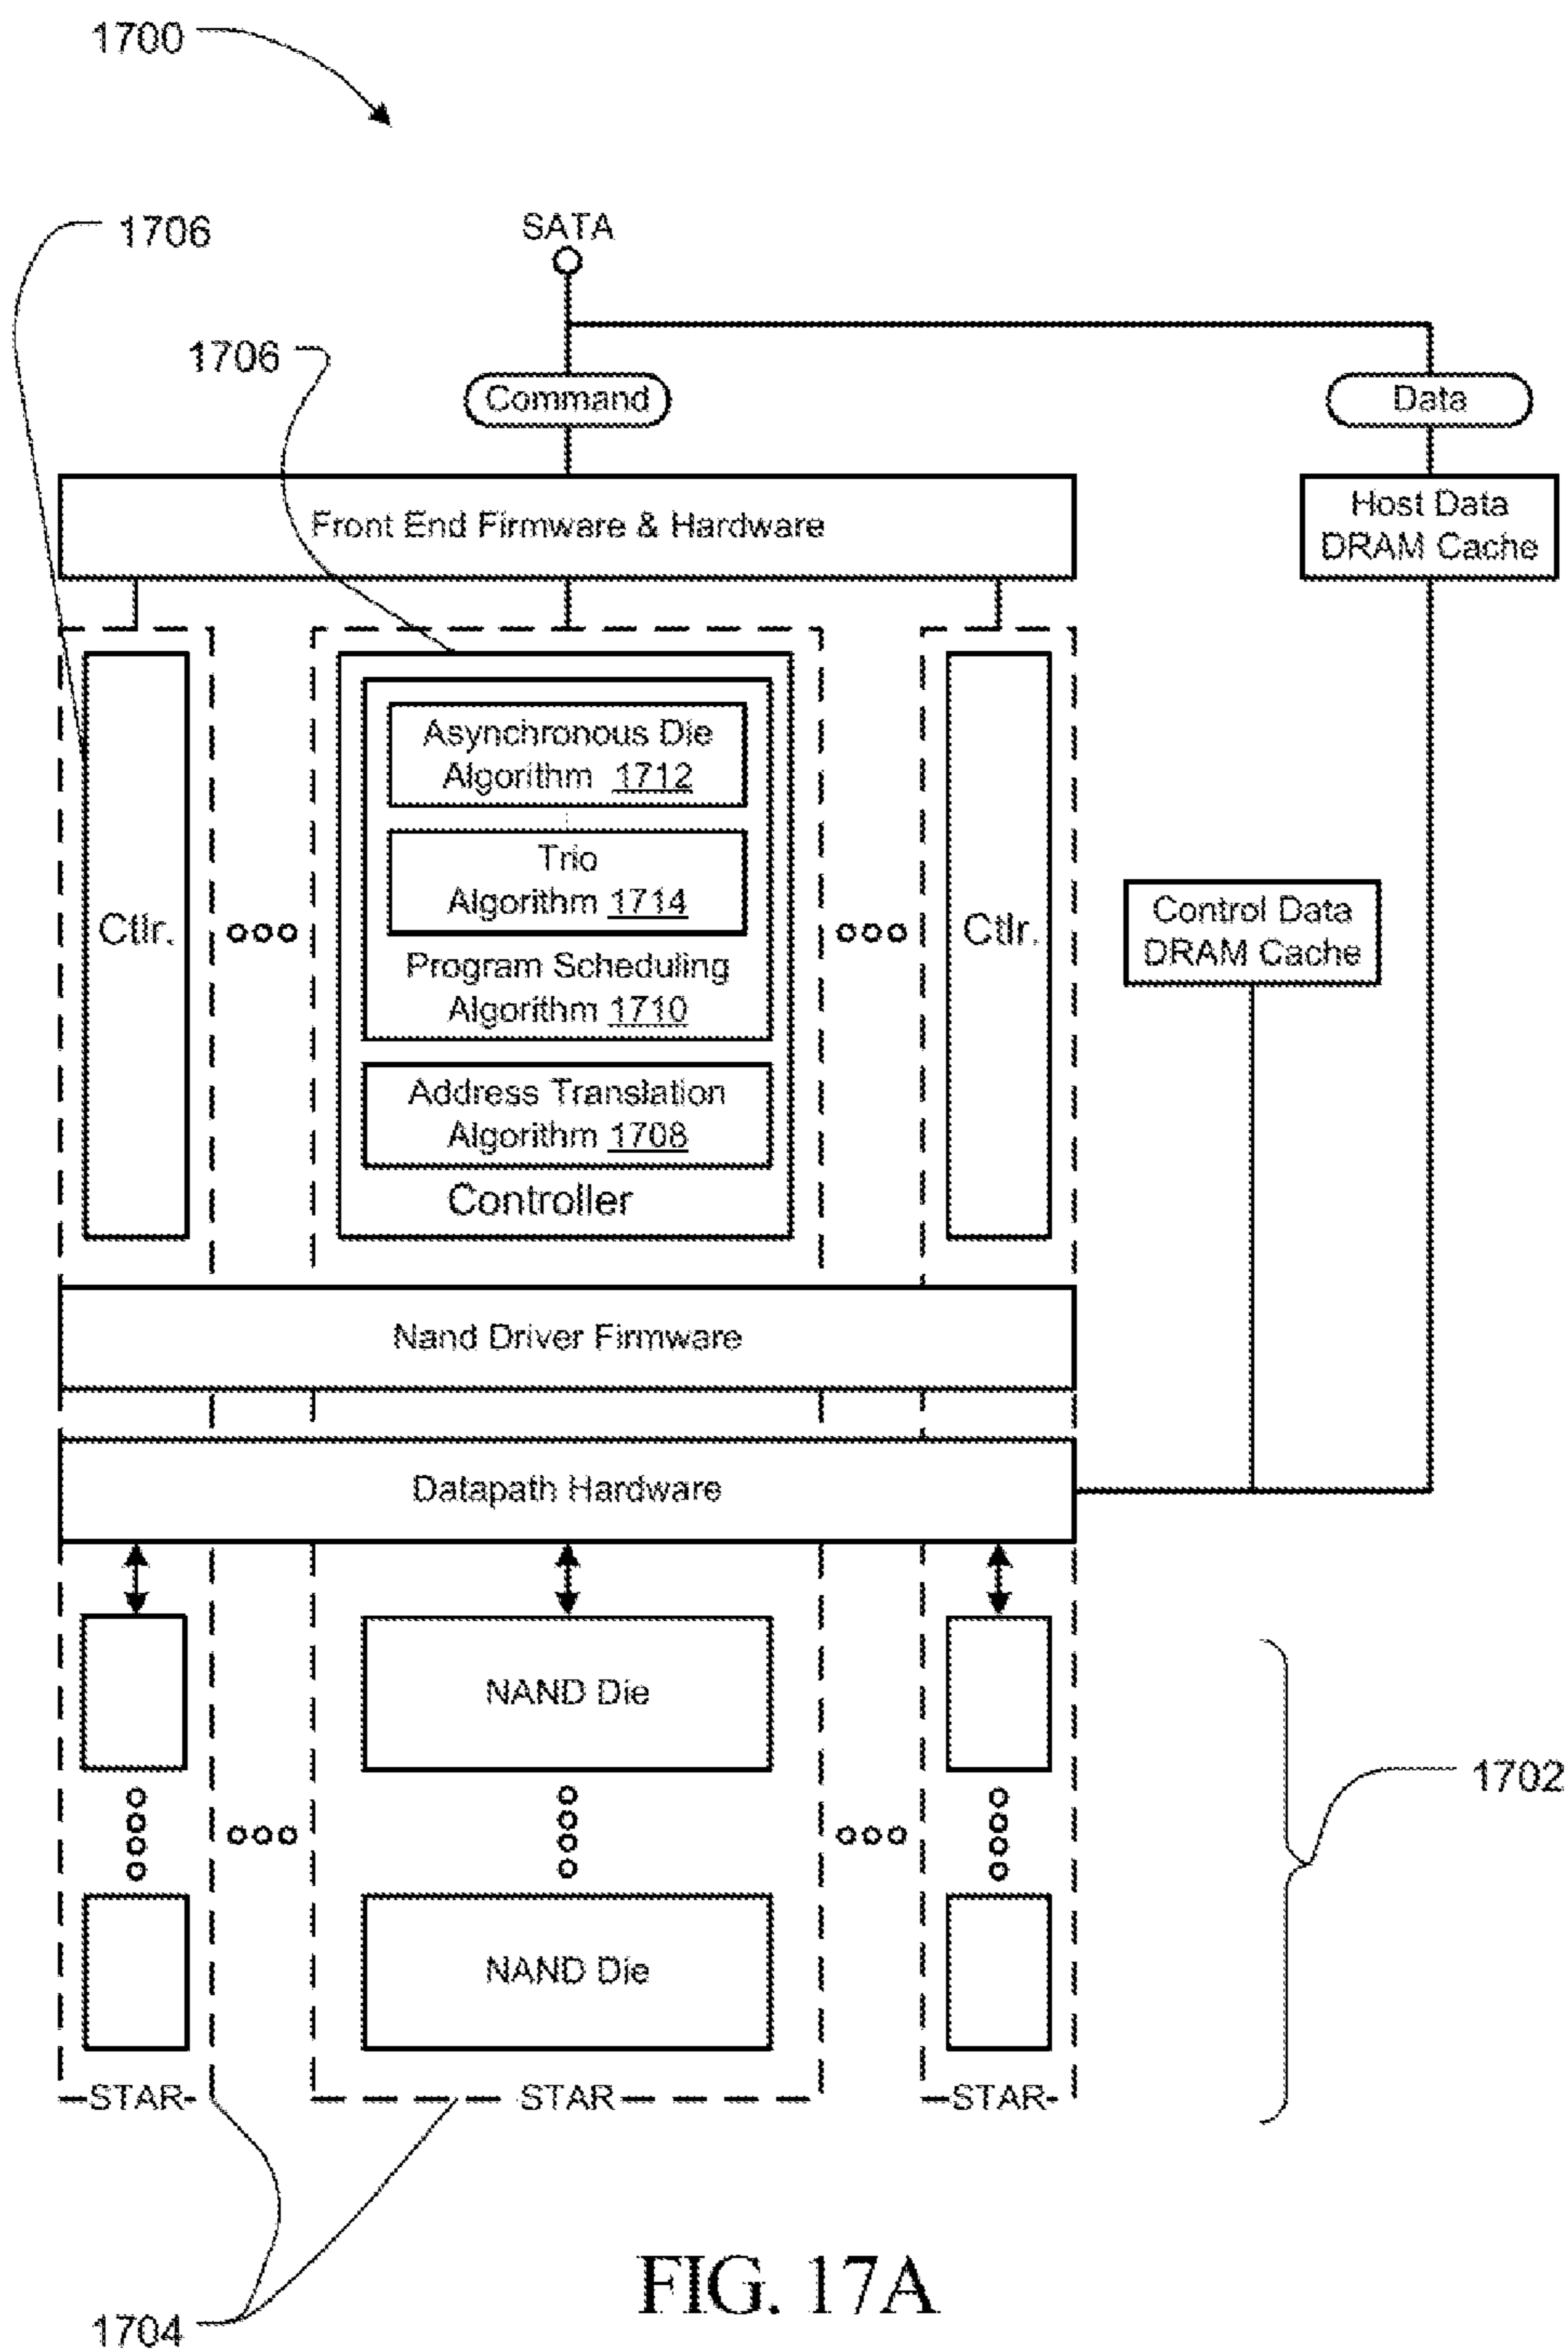 1700
1706
SATA
1706
Command
Data
Front End Firmware & Hardware
Host Data
DRAM Cache
Asynchronous Die
Algorithm 1712
Trio
Algorithm 1714
Program Scheduling
Algorithm 1710
Address Translation
Algorithm 1708
Controller
Ctlr.
Ctlr.
Control Data
DRAM Cache
Nand Driver Firmware
Datapath Hardware
NAND Die
NAND Die
1702
STAR
STAR
STAR
1704
FIG. 17A